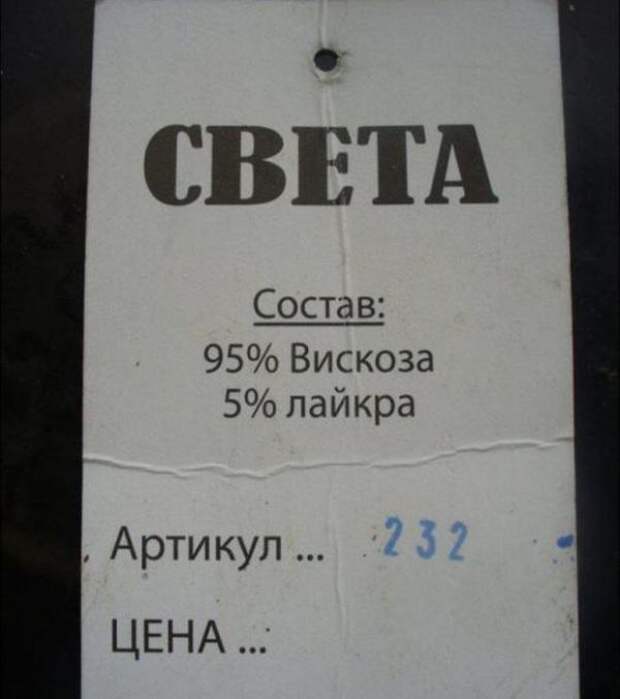 СВЕТА
Состав:
95% Вискоза
5% лайкра
Артикул ... 232
ЦЕНА ...